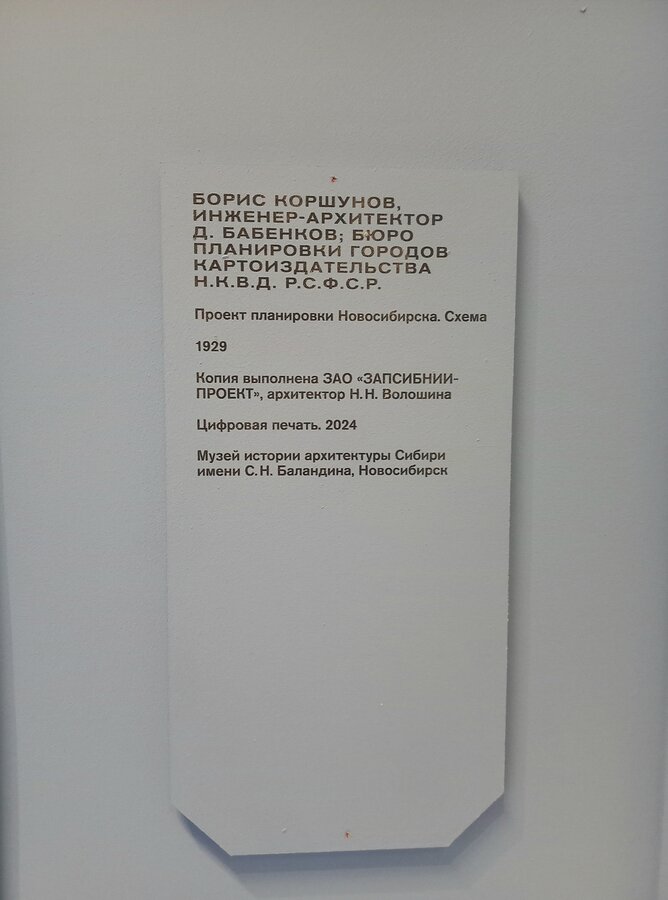 БОРИС КОРШУНОВ,
ИНЖЕНЕР-АРХИТЕКТОР
Д. БАБЕНКОВ; БЮРО
ПЛАНИРОВКИ ГОРОДОВ
КАРТОИЗДАТЕЛЬСТВА
Н.К.В.Д. Р.С.Ф.С.Р.
Проект планировки Новосибирска. Схема
1929
Копия выполнена ЗАО «ЗАПСИБНИИ-
ПРОЕКТ», архитектор Н. Н. Волошина
Цифровая печать. 2024
Музей истории архитектуры Сибири
имени С. Н. Баландина, Новосибирск